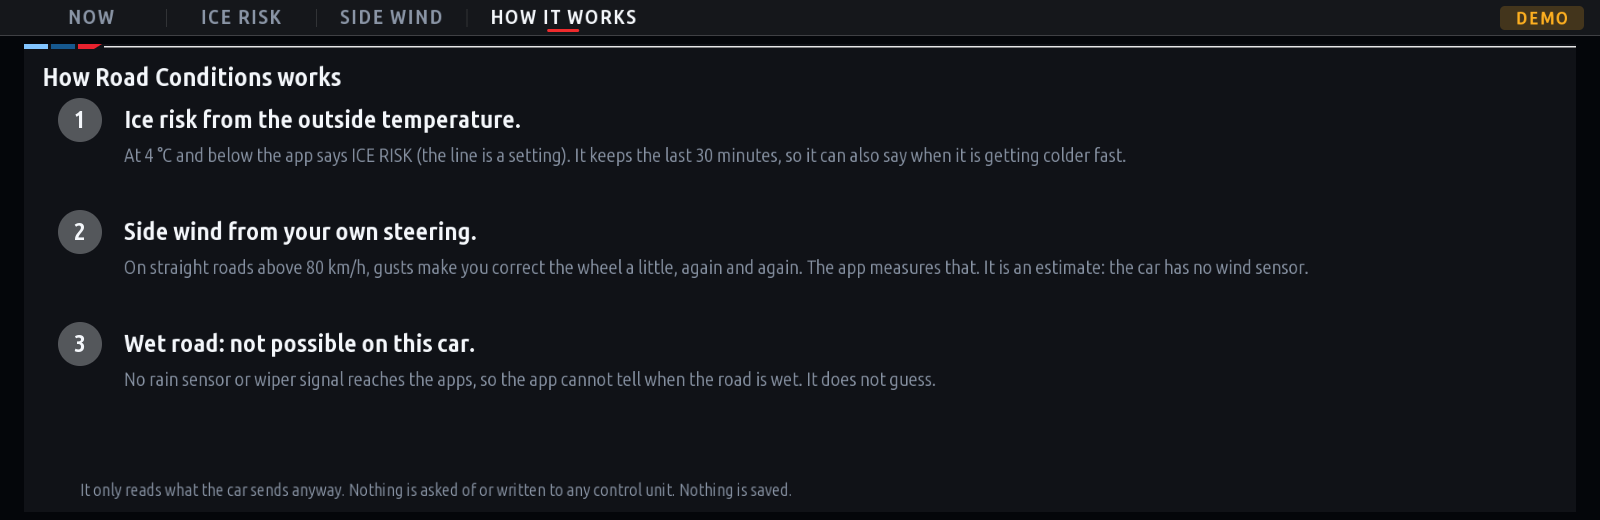 NOW
ICE RISK
SIDE WIND
HOW IT WORKS
DEMO
How Road Conditions works
1
Ice risk from the outside temperature.
At 4 °C and below the app says ICE RISK (the line is a setting). It keeps the last 30 minutes, so it can also say when it is getting colder fast.
2
Side wind from your own steering.
On straight roads above 80 km/h, gusts make you correct the wheel a little, again and again. The app measures that. It is an estimate: the car has no wind sensor.
3
Wet road: not possible on this car.
No rain sensor or wiper signal reaches the apps, so the app cannot tell when the road is wet. It does not guess.
It only reads what the car sends anyway. Nothing is asked of or written to any control unit. Nothing is saved.